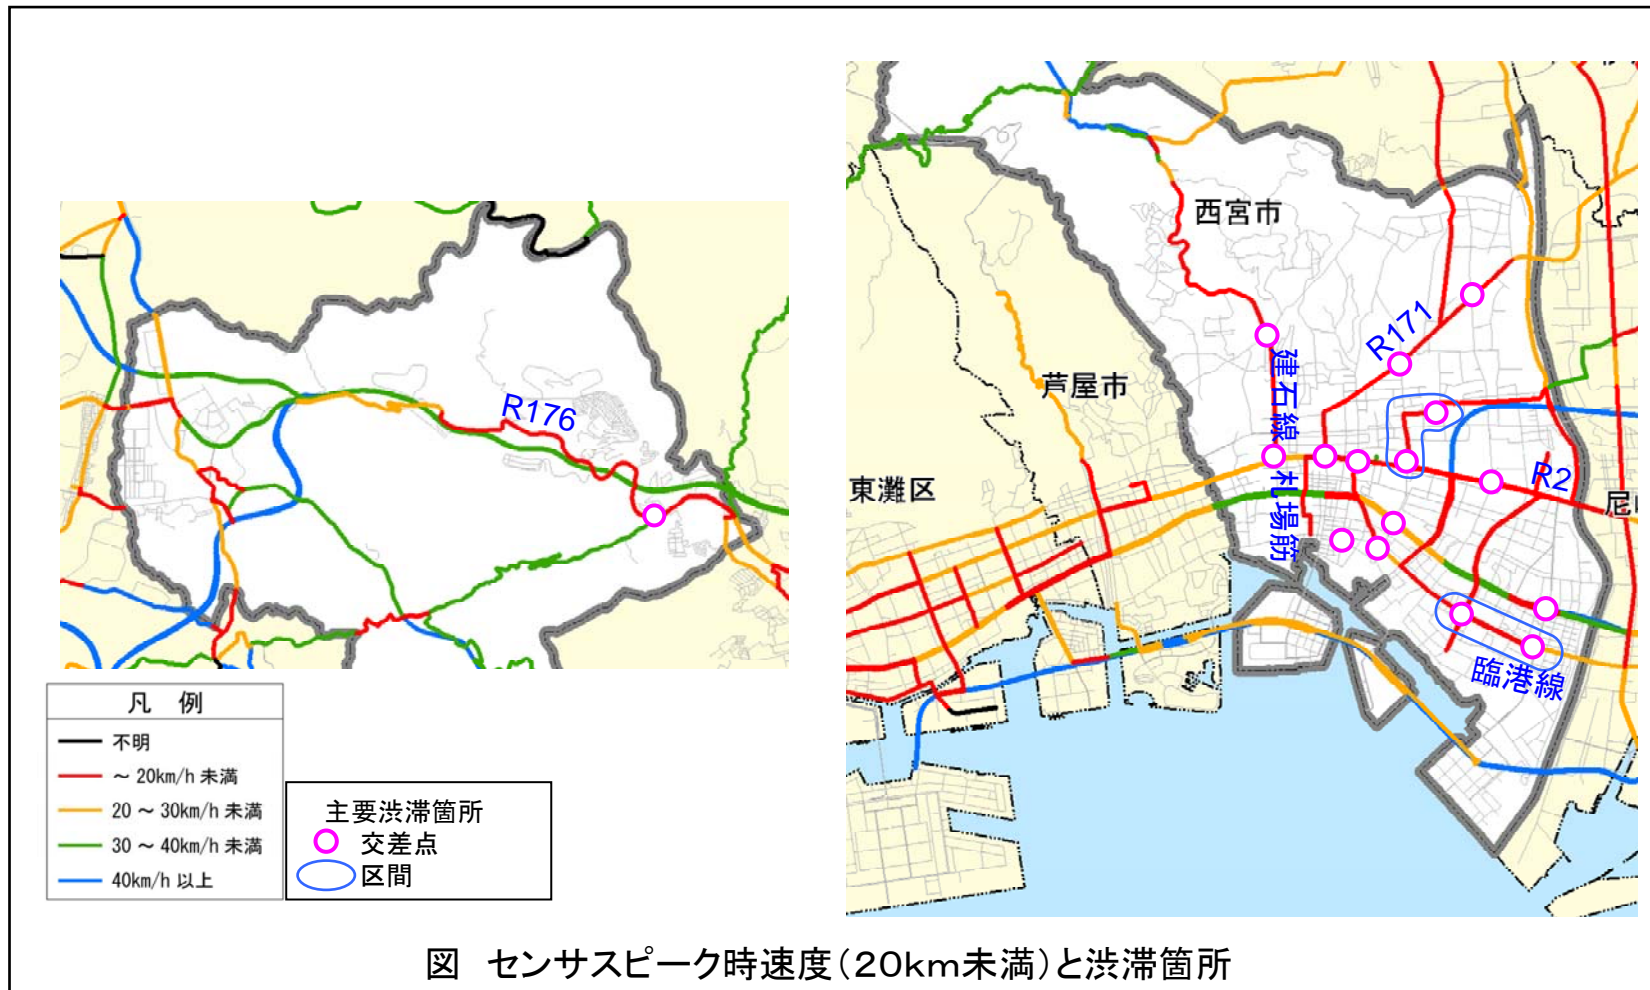 西宮市
R171
建石線
芦屋市
R176
東灘区
札場筋
R2
尼
臨港線
凡 例
不明
～ 20km/h 未満
20 ～ 30km/h 未満
30 ～ 40km/h 未満
40km/h 以上
主要渋滞箇所
交差点
区間
図 センサスピーク時速度(20km未満)と渋滞箇所